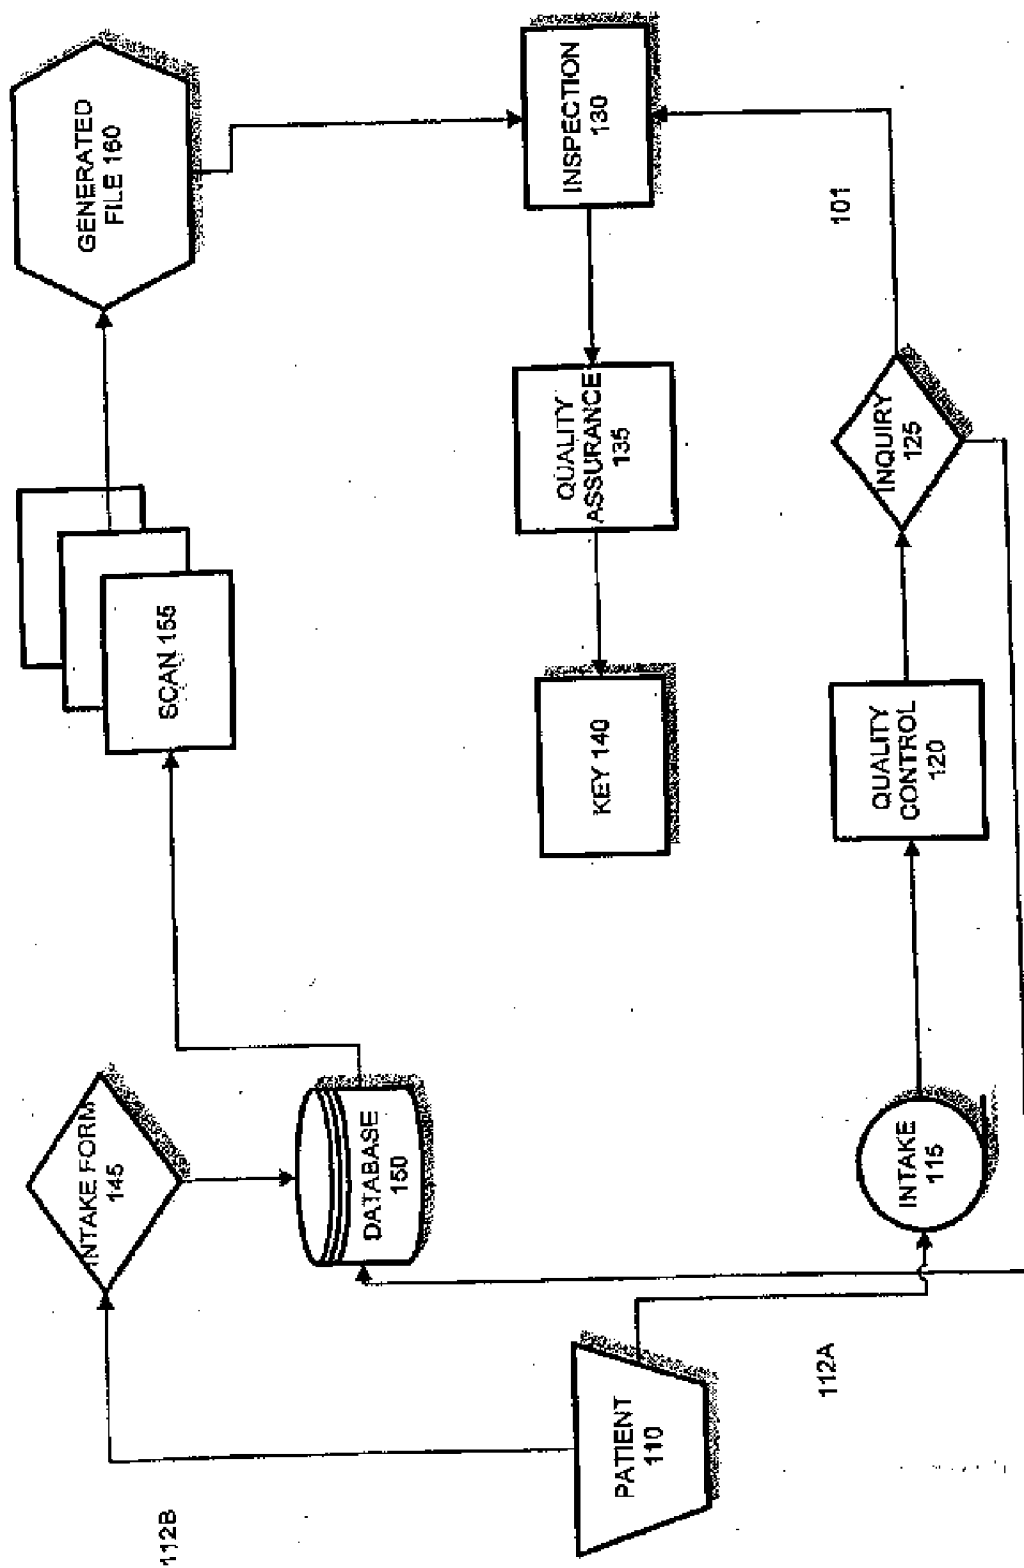 112B
PATIENT
110
112A
INTAKE FORM
145
DATABASE
150
INTAKE
115
SCAN 155
KEY 140
QUALITY
CONTROL
120
QUALITY
ASSURANCE
135
INQUIRY
125
101
GENERATED
FILE 160
INSPECTION
130